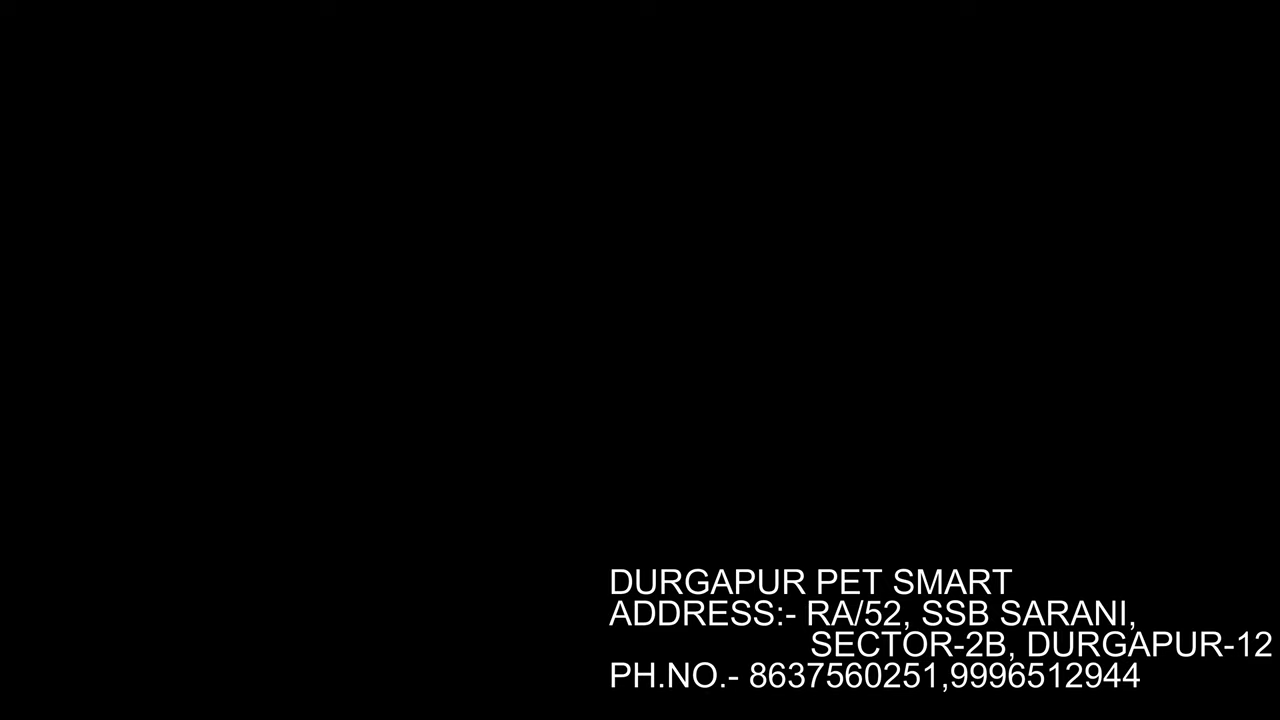 DURGAPUR PET SMART
ADDRESS:- RA/52, SSB SARANI,
SECTOR-2B, DURGAPUR-12
PH.NO.- 8637560251,9996512944